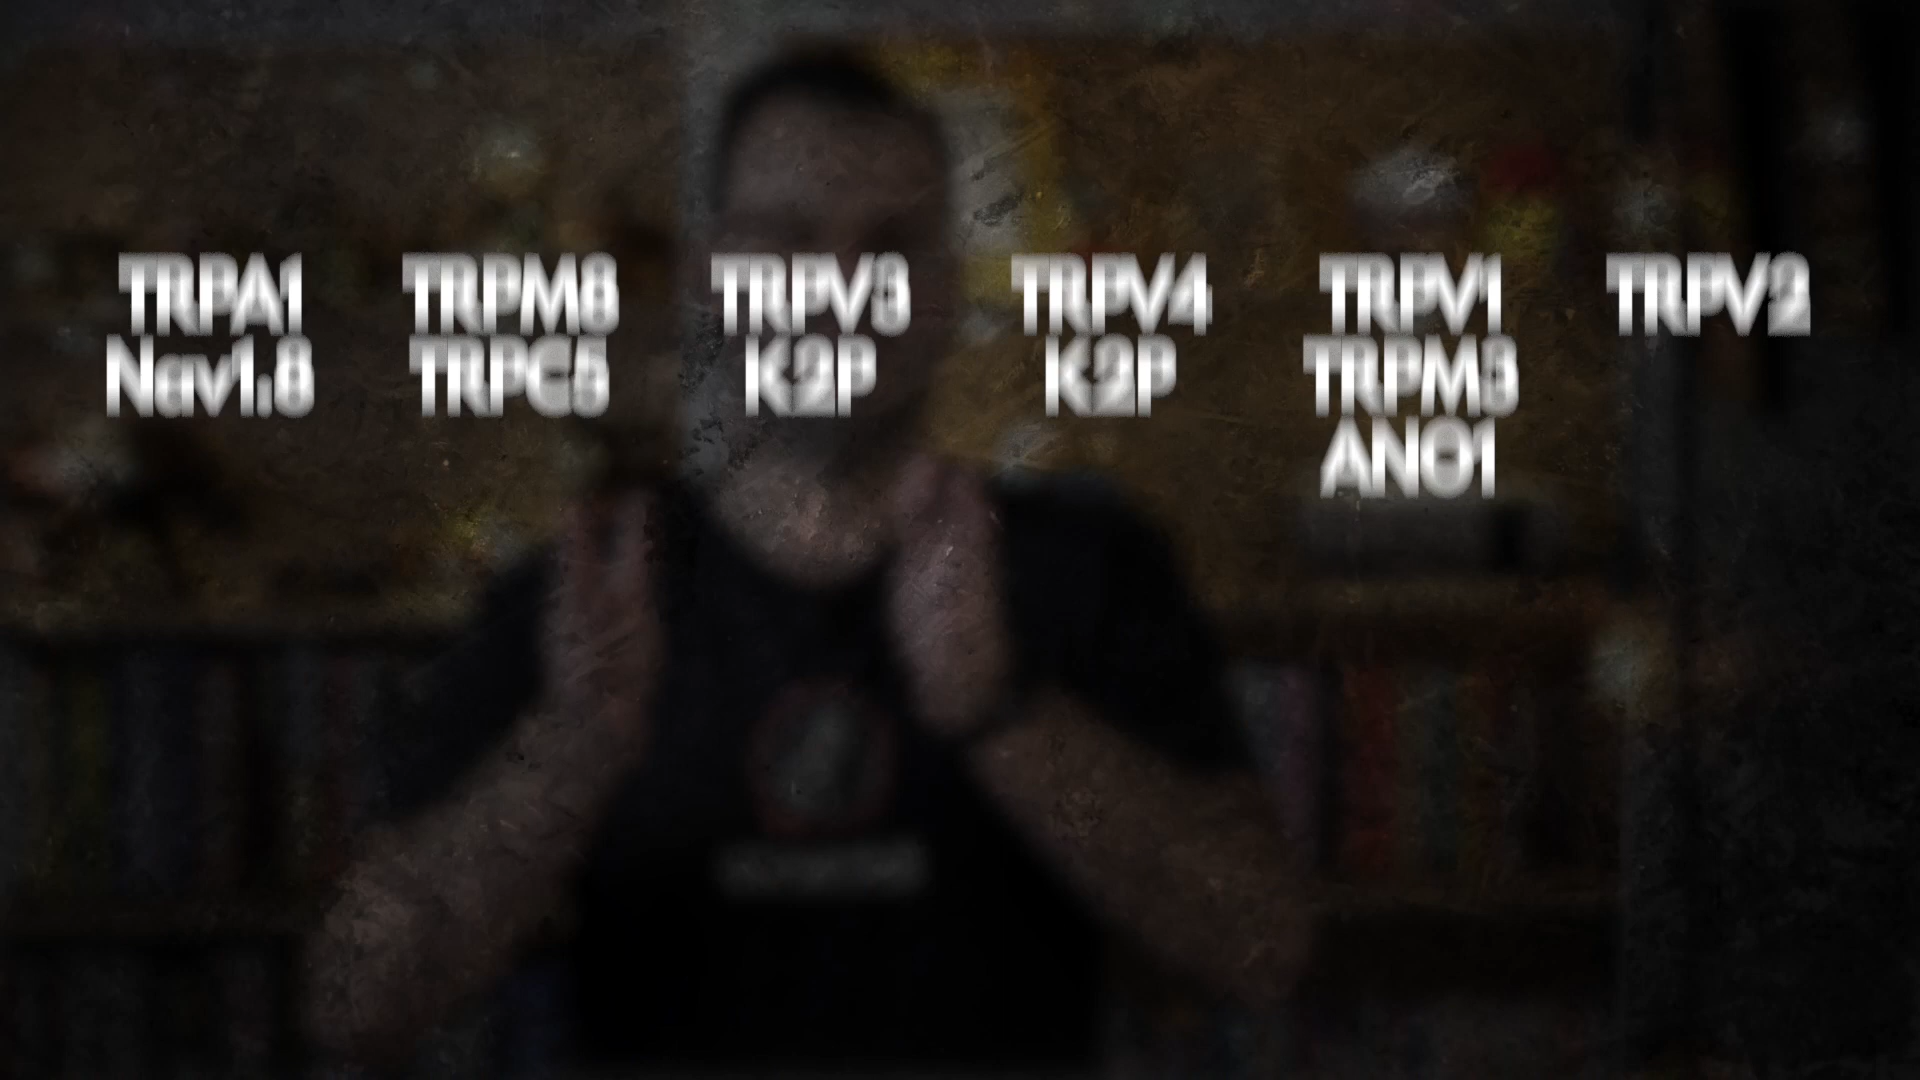 TRPA1 TRPM8 TRPV3 TRPV4 TRPV1 TRPV2
Nav1.8 TRPC5 K2P K2P TRPM3
ANO1